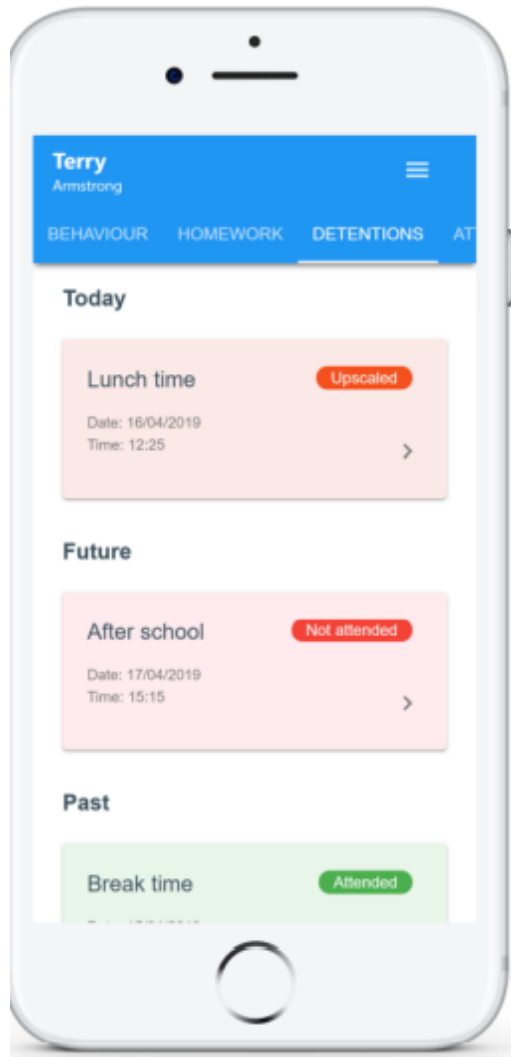 Terry
Armstrong
BEHAVIOUR HOMEWORK DETENTIONS AT
Today
Lunch time Upscaled
Date: 16/04/2019
Time: 12:25
Future
After school Not attended
Date: 17/04/2019
Time: 15:15
Past
Break time Attended